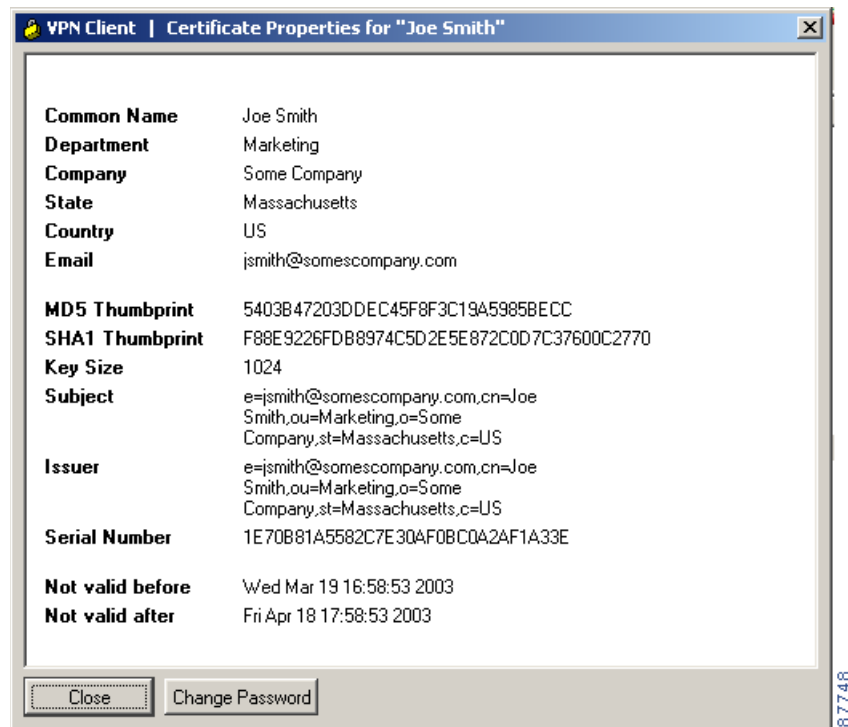 VPN Client | Certificate Properties for "Joe Smith"
Common Name Joe Smith
Department Marketing
Company Some Company
State Massachusetts
Country US
Email jsmith@somescompany.com
MD5 Thumbprint 5403B47203DDEC45F8F3C19A5985BECC
SHA1 Thumbprint F88E9226FDB8974C5D2E5E872C0D7C37600C2770
Key Size 1024
Subject e=jsmith@somescompany.com,cn=Joe
Smith,ou=Marketing,o=Some
Company,st=Massachusetts,c=US
Issuer e=jsmith@somescompany.com,cn=Joe
Smith,ou=Marketing,o=Some
Company,st=Massachusetts,c=US
Serial Number 1E70B81A5582C7E30AF0BC0A2AF1A33E
Not valid before Wed Mar 19 16:58:53 2003
Not valid after Fri Apr 18 17:58:53 2003
Close Change Password
87748